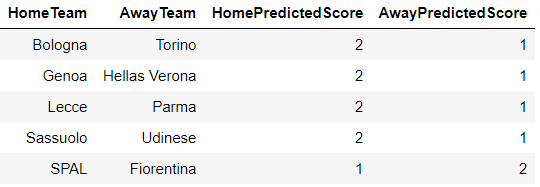 HomeTeam AwayTeam HomePredictedScore AwayPredictedScore
Bologna Torino 2 1
Genoa Hellas Verona 2 1
Lecce Parma 2 1
Sassuolo Udinese 2 1
SPAL Fiorentina 1 2